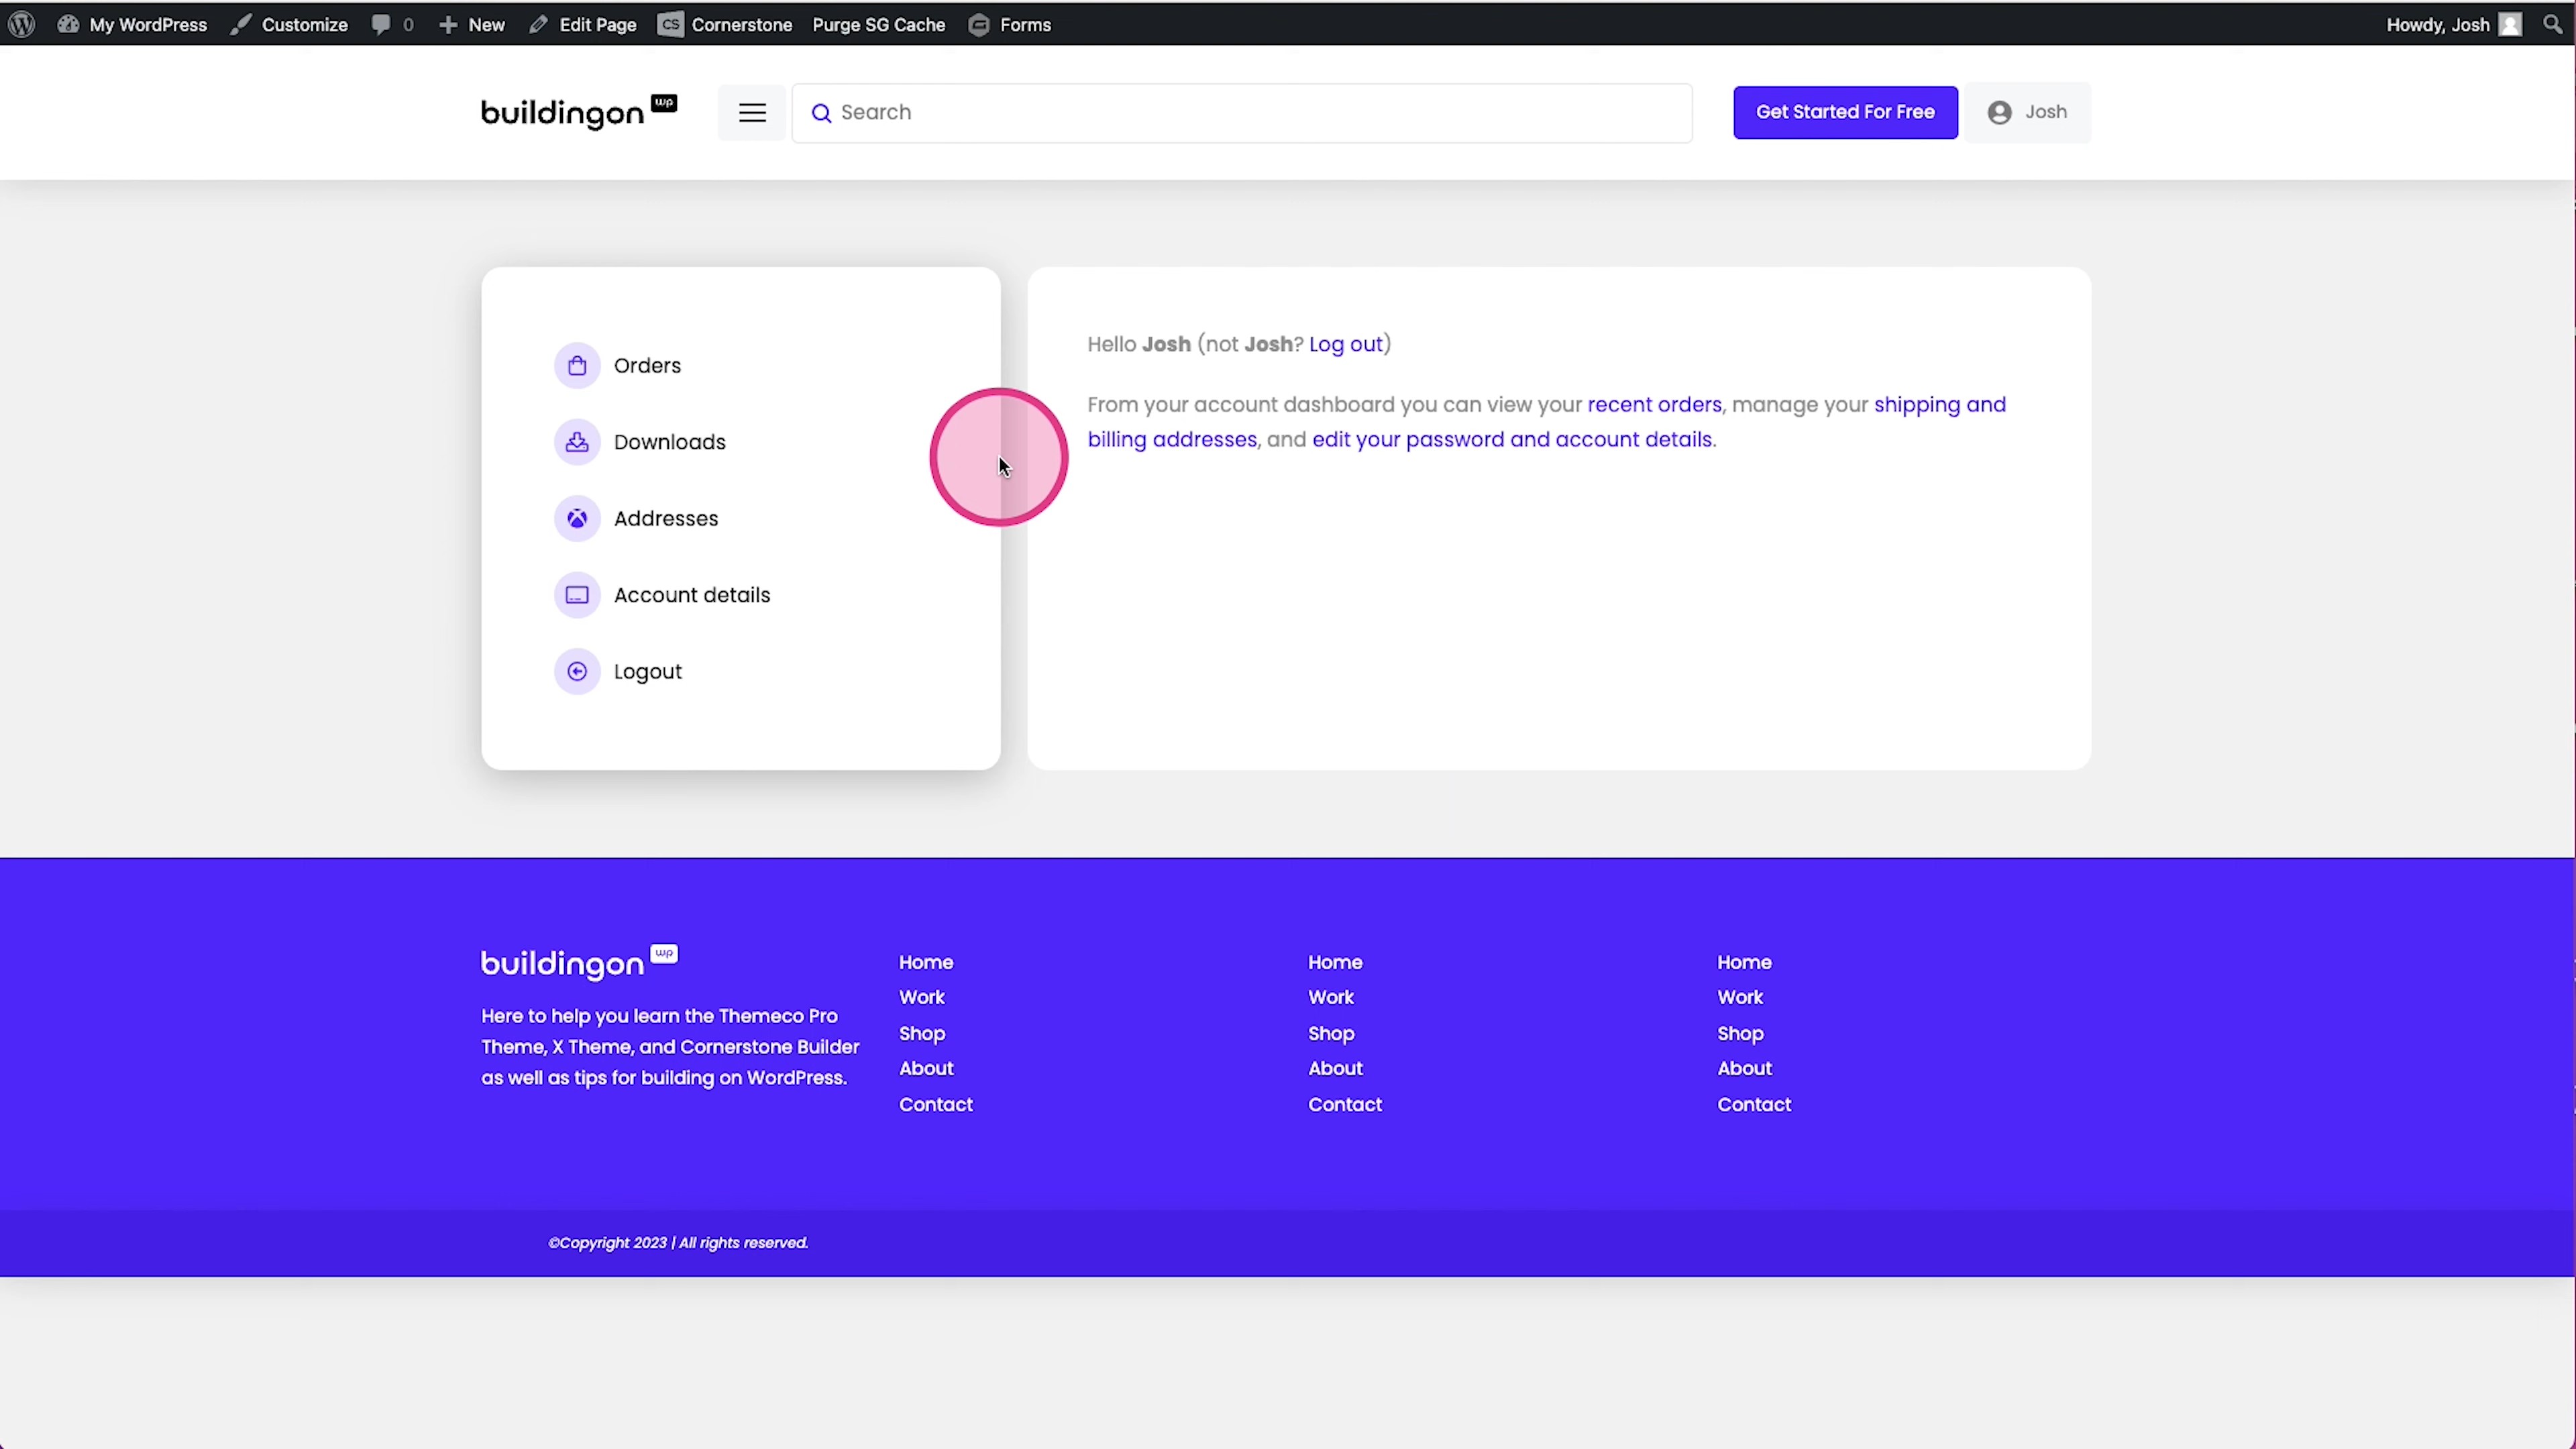 My WordPress Customize 0 New Edit Page CS Cornerstone Purge SG Cache Forms Howdy, Josh
buildingon wp Search Get Started For Free Josh
Orders
Downloads
Addresses
Account details
Logout
Hello Josh (not Josh? Log out)
From your account dashboard you can view your recent orders, manage your shipping and
billing addresses, and edit your password and account details.
buildingon wp
Here to help you learn the Themeco Pro
Theme, X Theme, and Cornerstone Builder
as well as tips for building on WordPress.
Home
Work
Shop
About
Contact
Home
Work
Shop
About
Contact
Home
Work
Shop
About
Contact
©Copyright 2023 | All rights reserved.